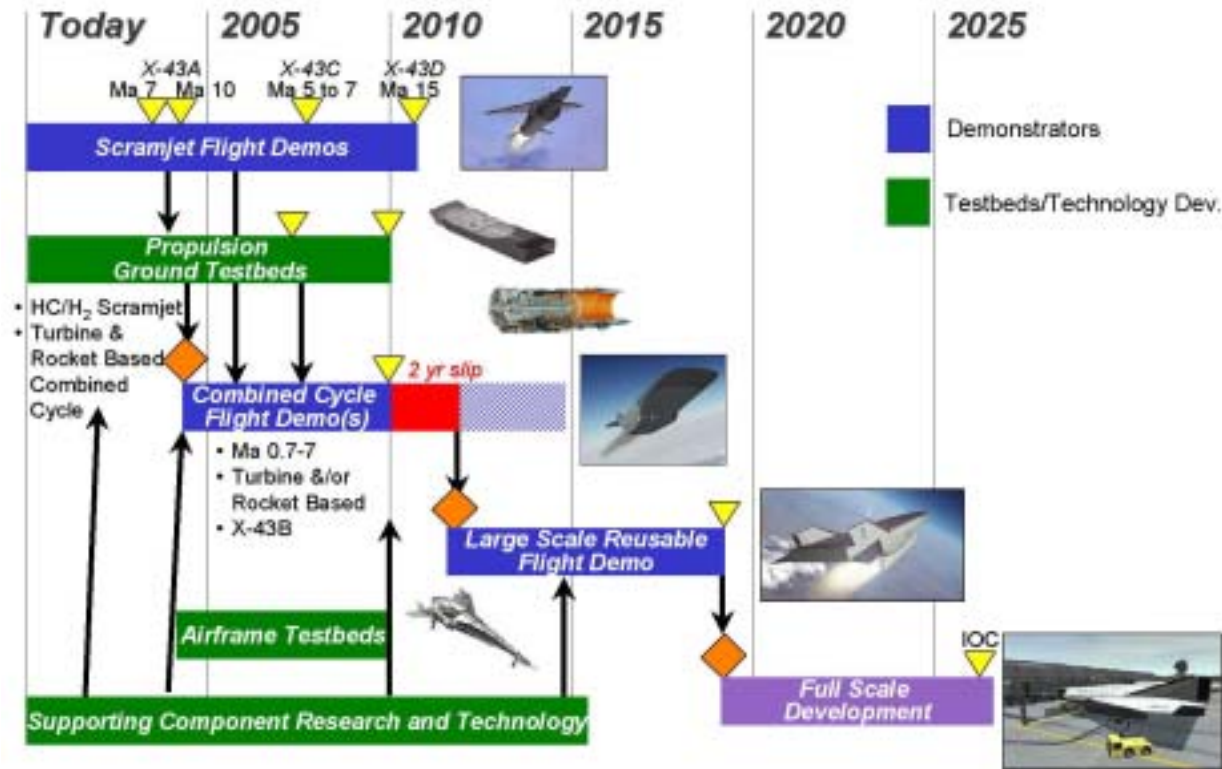 Today 2005 2010 2015 2020 2025
X-43A X-43C X-43D
Ma 7 Ma 10 Ma 5 to 7 Ma 15
Scramjet Flight Demos
Demonstrators
Testbeds/Technology Dev.
Propulsion
Ground Testbeds
• HC/H₂ Scramjet
• Turbine &
Rocket Based
Combined
Cycle
2 yr slip
Combined Cycle
Flight Demo(s)
• Ma 0.7-7
• Turbine &/or
Rocket Based
• X-43B
Large Scale Reusable
Flight Demo
Airframe Testbeds
IOC
Full Scale
Development
Supporting Component Research and Technology